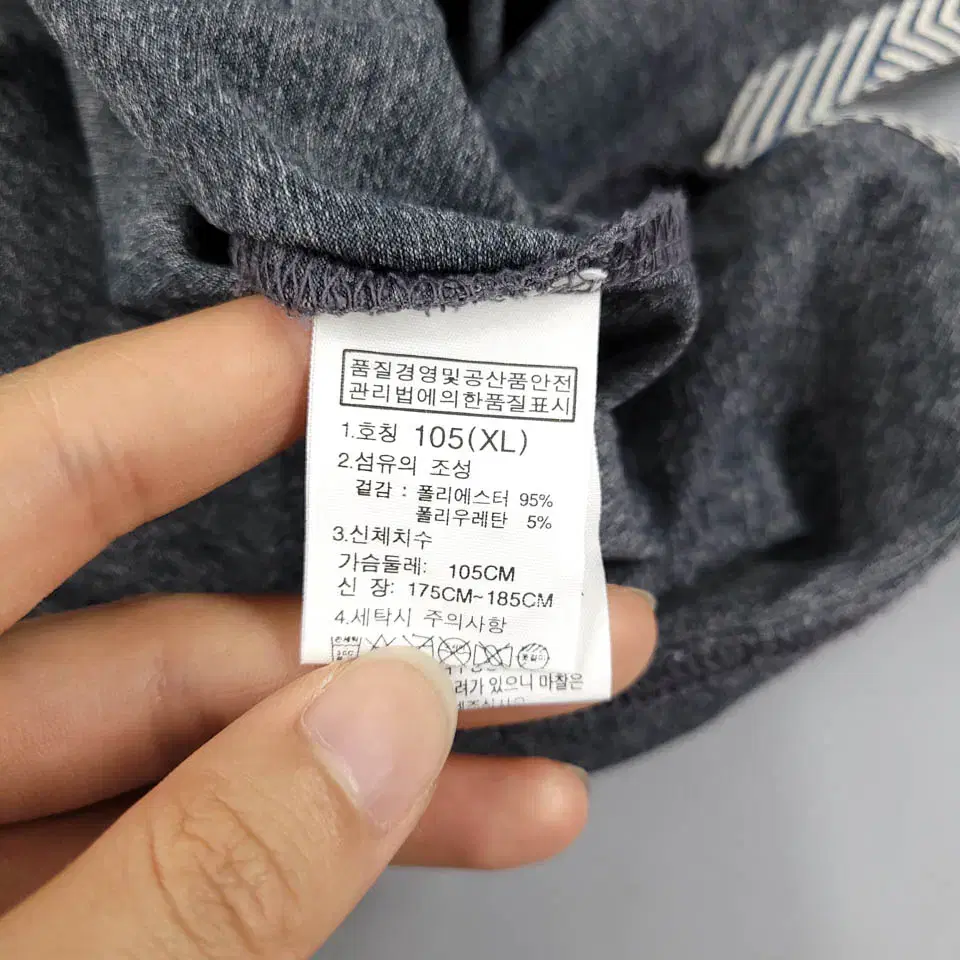 품질경영및공산품안전
관리법에의한품질표시
1.호칭 105(XL)
2.섬유의 조성
겉감 : 폴리에스터 95%
폴리우레탄 5%
3.신체치수
가슴둘레: 105CM
신 장: 175CM~185CM
4.세탁시 주의사항
있으니 마찰은